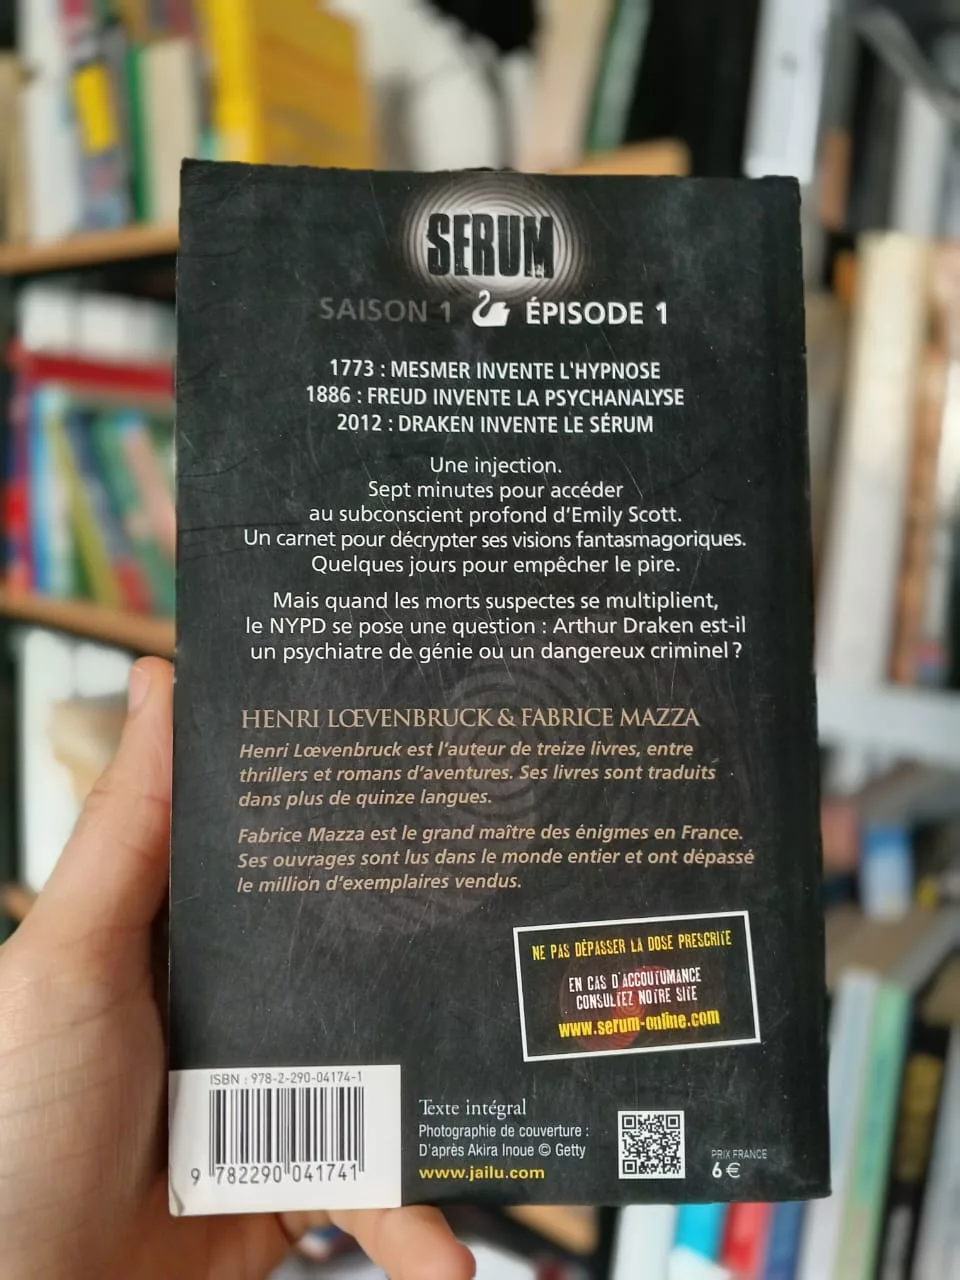 SERUM
SAISON 1 ÉPISODE 1
1773 : MESMER INVENTE L'HYPNOSE
1886 : FREUD INVENTE LA PSYCHANALYSE
2012 : DRAKEN INVENTE LE SÉRUM
Une injection.
Sept minutes pour accéder
au subconscient profond d'Emily Scott.
Un carnet pour décrypter ses visions fantasmagoriques.
Quelques jours pour empêcher le pire.
Mais quand les morts suspectes se multiplient,
le NYPD se pose une question : Arthur Draken est-il
un psychiatre de génie ou un dangereux criminel ?
HENRI LŒVENBRUCK & FABRICE MAZZA
Henri Lœvenbruck est l'auteur de treize livres, entre
thrillers et romans d'aventures. Ses livres sont traduits
dans plus de quinze langues.
Fabrice Mazza est le grand maître des énigmes en France.
Ses ouvrages sont lus dans le monde entier et ont dépassé
le million d'exemplaires vendus.
NE PAS DÉPASSER LA DOSE PRESCRITE
EN CAS D'ACCOUTUMANCE
CONSULTEZ NOTRE SITE
www.serum-online.com
ISBN : 978-2-290-04174-1
9 782290 041741
Texte intégral
Photographie de couverture :
D'après Akira Inoue © Getty
www.jailu.com
PRIX FRANCE
6 €